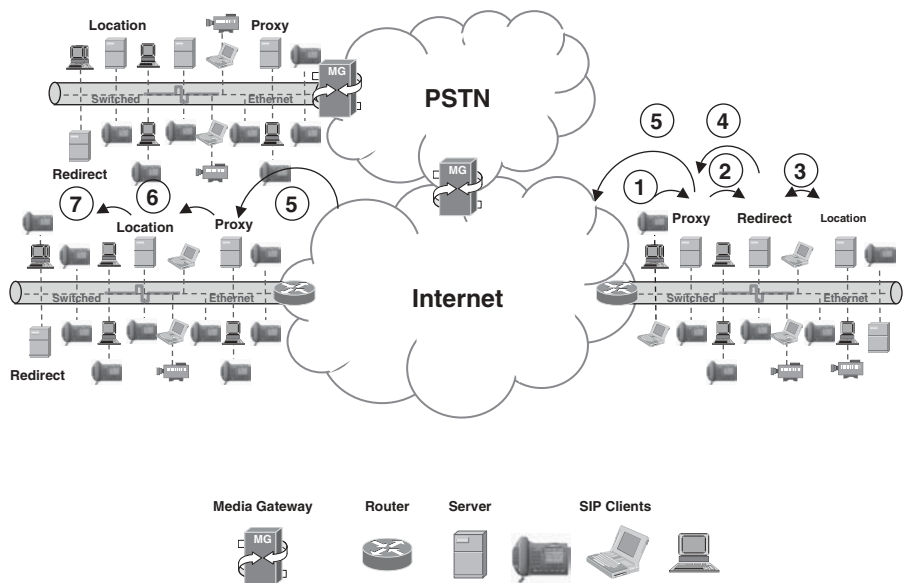 Location
Proxy
MG
Switched
Ethernet
PSTN
Redirect
MG
5
4
7
6
5
1
2
3
Location
Proxy
Proxy
Redirect
Location
Switched
Ethernet
Internet
Switched
Ethernet
Redirect
Media Gateway
Router
Server
SIP Clients
MG